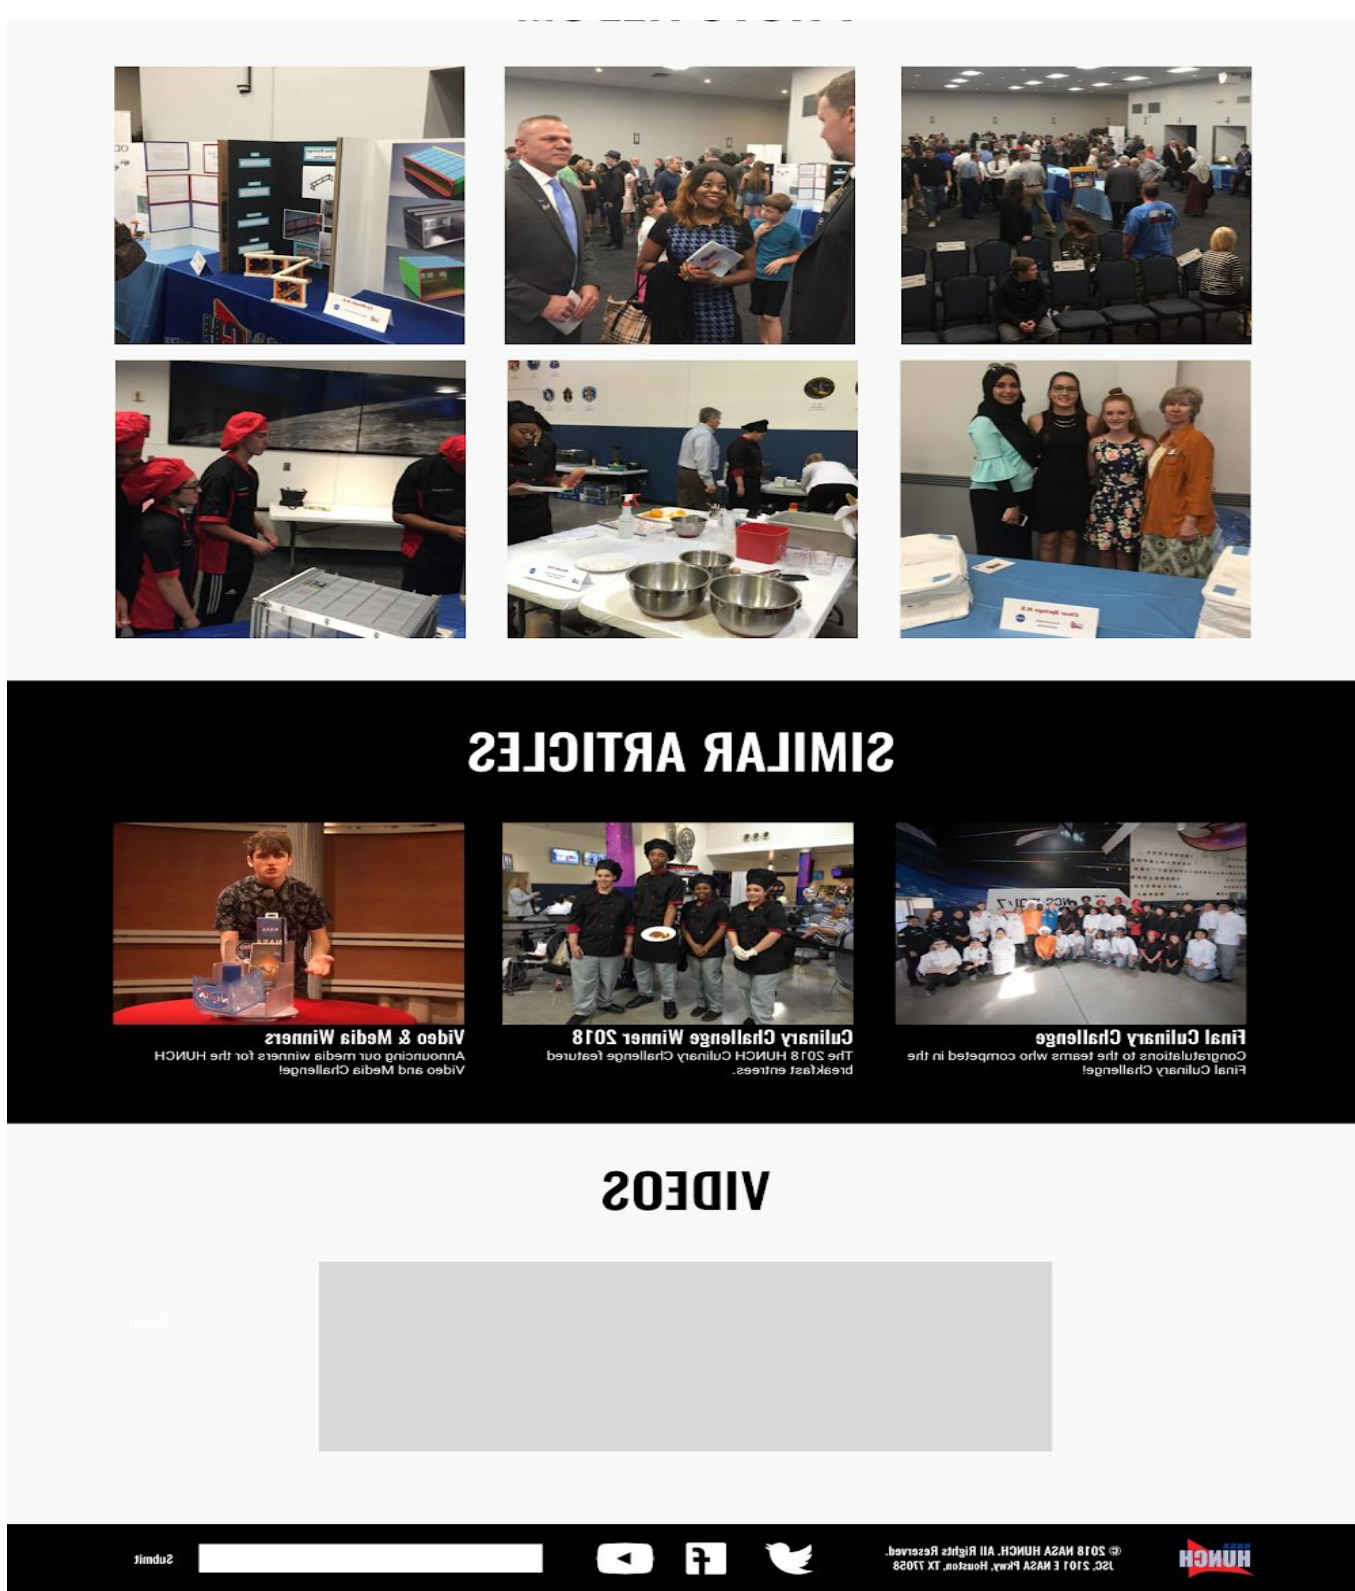 Clear Springs H.S.
SIMILAR ARTICLES
Final Culinary Challenge
Congratulations to the teams who competed in the
Final Culinary Challenge!
Culinary Challenge Winner 2018
The 2018 HUNCH Culinary Challenge featured
breakfast entrees.
Video & Media Winners
Announcing our media winners for the HUNCH
Video and Media Challenge!
VIDEOS
NASA
HUNCH
© 2018 NASA HUNCH. All Rights Reserved.
JSC, 2101 E NASA Pkwy, Houston, TX 77058
Submit